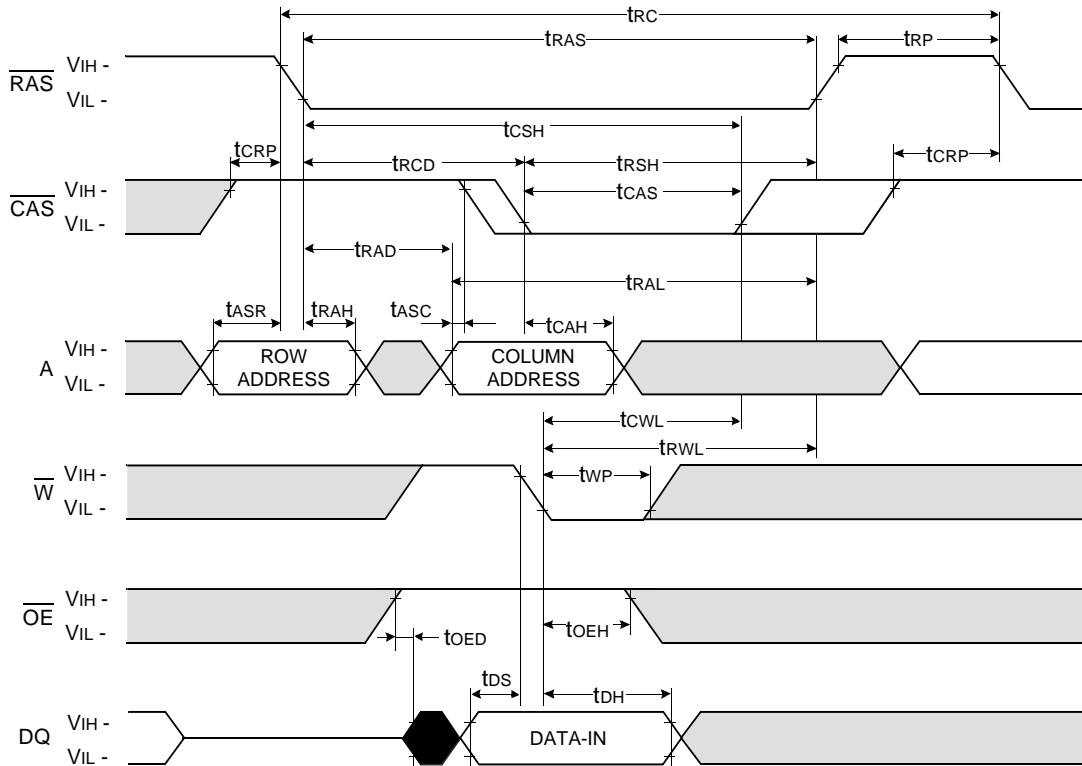 tRC
tRAS
tRP
RAS
VIH -
VIL -
tCSH
tCRP
tRCD
tRSH
tCRP
CAS
VIH -
VIL -
tCAS
tRAD
tRAL
tASR
tRAH
tASC
tCAH
A
VIH -
VIL -
ROW
ADDRESS
COLUMN
ADDRESS
tCWL
tRWL
W
VIH -
VIL -
tWP
OE
VIH -
VIL -
tOED
tOEH
tDS
tDH
DQ
VIH -
VIL -
DATA-IN